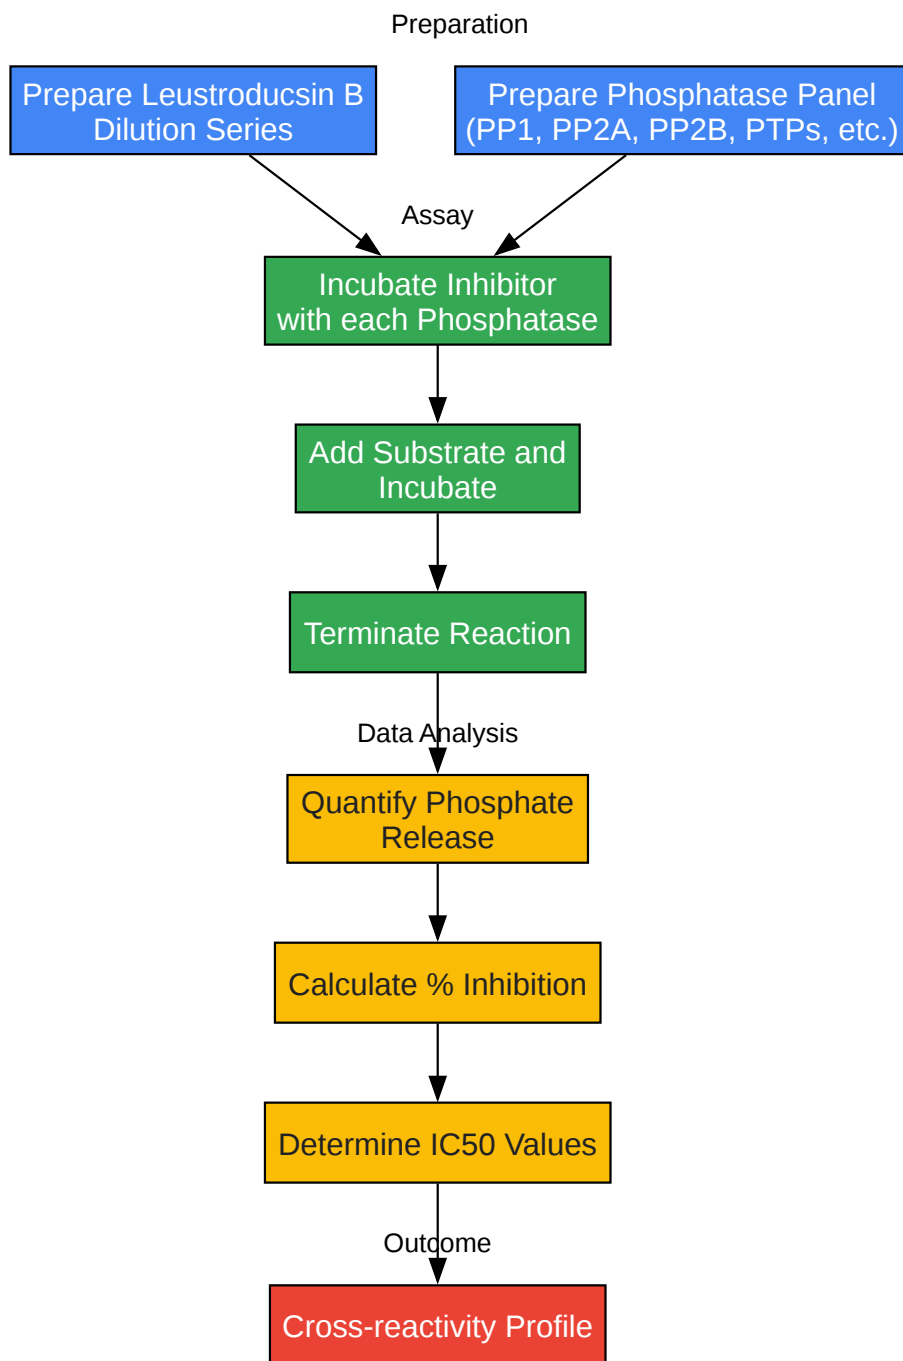 Preparation
Prepare Leustroducsin B
Dilution Series
Prepare Phosphatase Panel
(PP1, PP2A, PP2B, PTPs, etc.)
Assay
Incubate Inhibitor
with each Phosphatase
Add Substrate and
Incubate
Terminate Reaction
Data Analysis
Quantify Phosphate
Release
Calculate % Inhibition
Determine IC50 Values
Outcome
Cross-reactivity Profile